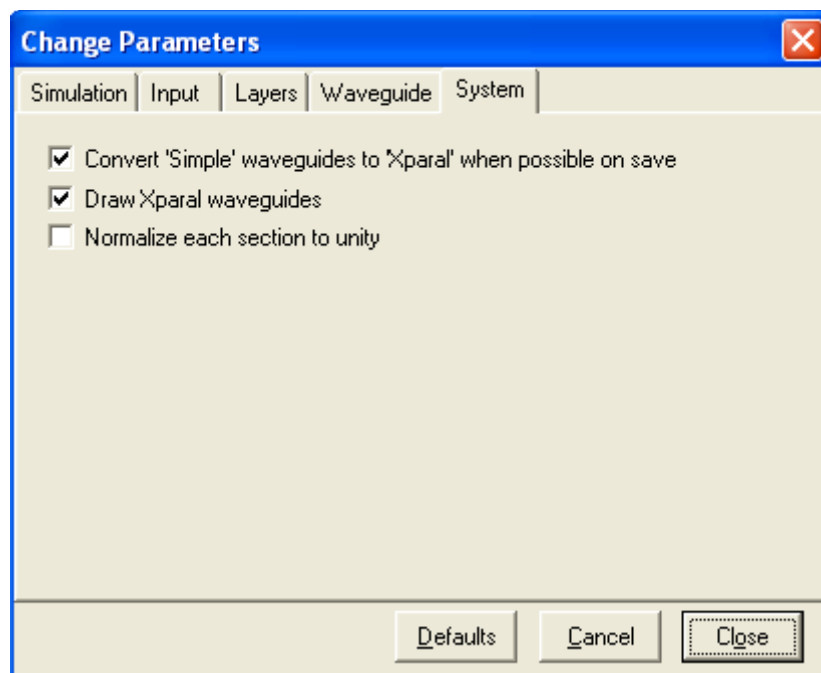 Change Parameters
Simulation Input Layers Waveguide System
Convert 'Simple' waveguides to 'Xparal' when possible on save
Draw Xparal waveguides
Normalize each section to unity
Defaults Cancel Close